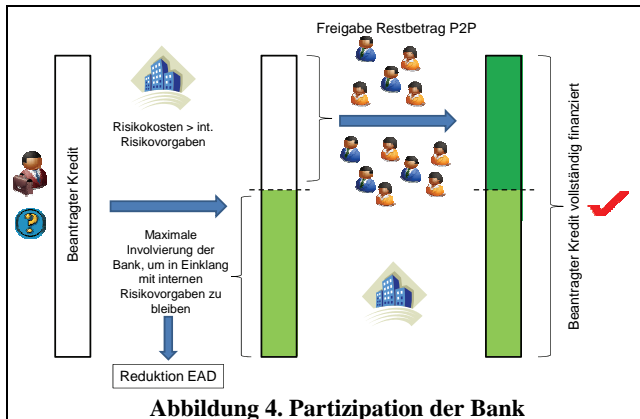 Freigabe Restbetrag P2P
Beantragter Kredit
Risikokosten > int.
Risikovorgaben
Maximale
Involvierung der
Bank, um in Einklang
mit internen
Risikovorgaben zu
bleiben
Reduktion EAD
Beantragter Kredit vollständig finanziert
Abbildung 4. Partizipation der Bank